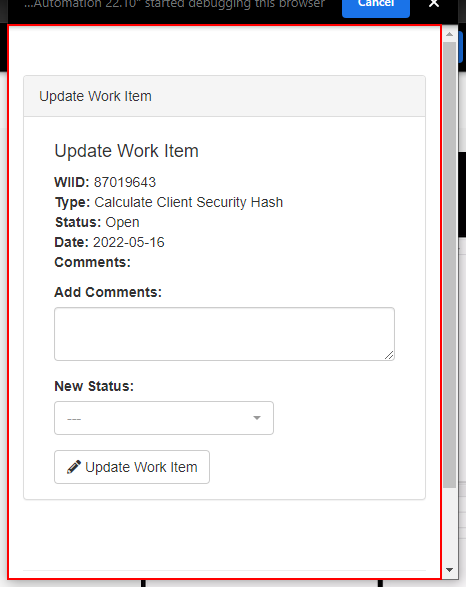 ...Automation 22.10" started debugging this browser
Cancel
Update Work Item
Update Work Item
WIID: 87019643
Type: Calculate Client Security Hash
Status: Open
Date: 2022-05-16
Comments:
Add Comments:
New Status:
---
Update Work Item